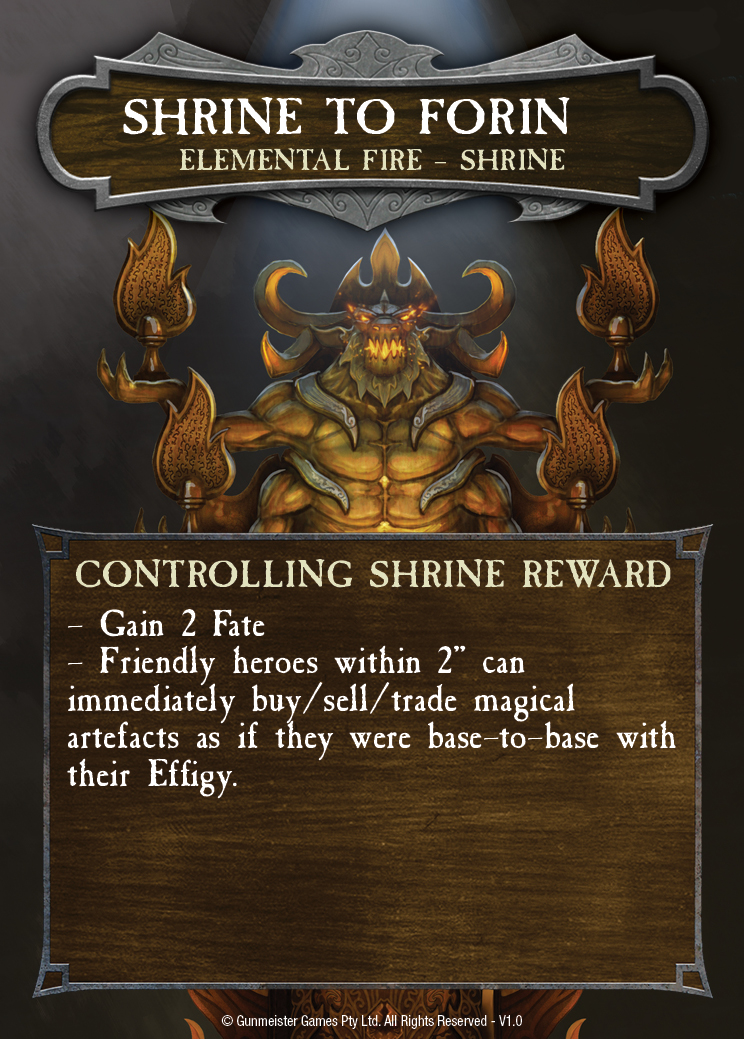 SHRINE TO FORIN
ELEMENTAL FIRE – SHRINE
CONTROLLING SHRINE REWARD
– Gain 2 Fate
– Friendly heroes within 2” can
immediately buy/sell/trade magical
artefacts as if they were base-to-base with
their Effigy.
© Gunmeister Games Pty Ltd. All Rights Reserved - V1.0